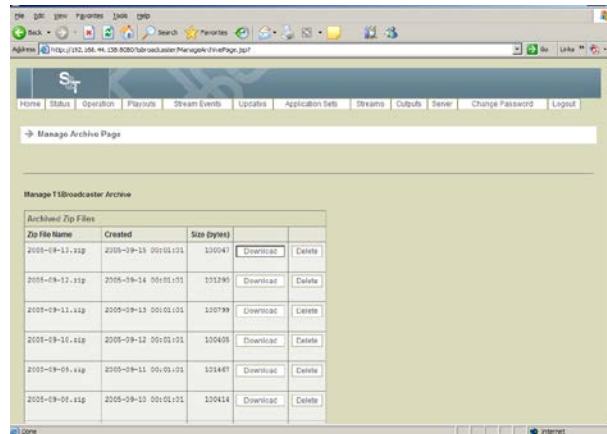 File Edit View Favorites Tools Help
Back Search Favorites
Address http://192.168.44.138:8080/tsbroadcaster/ManageArchivePage.jsp? Go Links
S&T
Home Status Operation Playouts Stream Events Updates Application Sets Streams Outputs Server Change Password Logout
Manage Archive Page
Manage TSBroadcaster Archive
Archived Zip Files
Zip File Name Created Size (bytes)
2005-09-13.zip 2005-09-15 00:01:01 100047 Download Delete
2005-09-12.zip 2005-09-14 00:01:01 101290 Download Delete
2005-09-11.zip 2005-09-13 00:01:01 100799 Download Delete
2005-09-10.zip 2005-09-12 00:01:01 100405 Download Delete
2005-09-09.zip 2005-09-11 00:01:01 101467 Download Delete
2005-09-08.zip 2005-09-10 00:01:01 100414 Download Delete
Done Internet